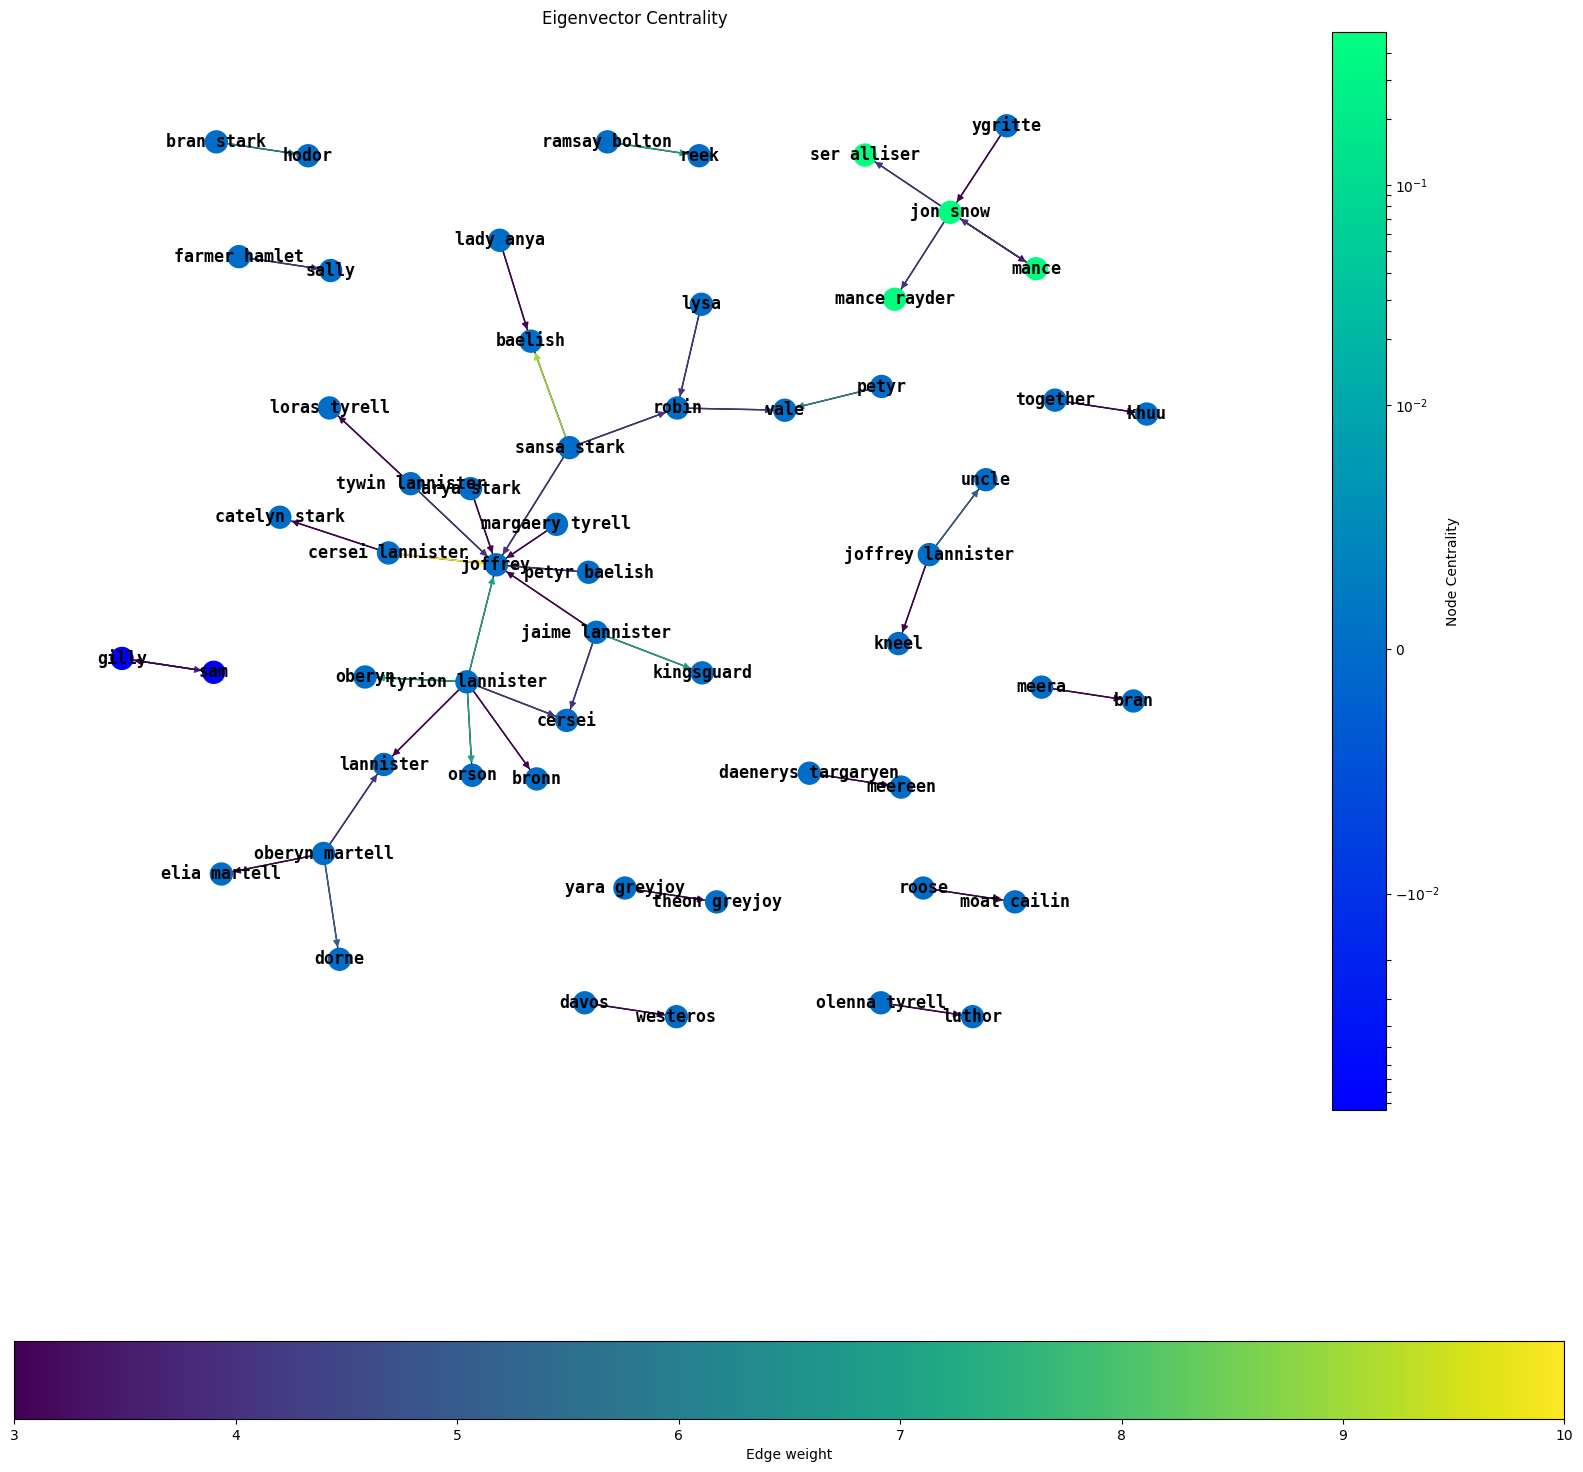 Eigenvector Centrality
ygritte
bran stark
ramsay bolton
hodor
reek
ser alliser
jon snow
lady anya
farmer hamlet
sally
mance
mance rayder
lysa
baelish
petyr
together
loras tyrell
robin
vale
khuu
sansa stark
uncle
tywin lannister
arya stark
catelyn stark
margaery tyrell
cersei lannister
joffrey lannister
joffrey
petyr baelish
jaime lannister
kneel
gilly
sam
kingsguard
oberyn
tyrion lannister
meera
bran
cersei
lannister
orson
bronn
daenerys targaryen
meereen
oberyn martell
elia martell
yara greyjoy
theon greyjoy
roose
moat cailin
dorne
davos
westeros
olenna tyrell
luthor
10⁻¹
10⁻²
0
−10⁻²
Node Centrality
3 4 5 6 7 8 9 10
Edge weight